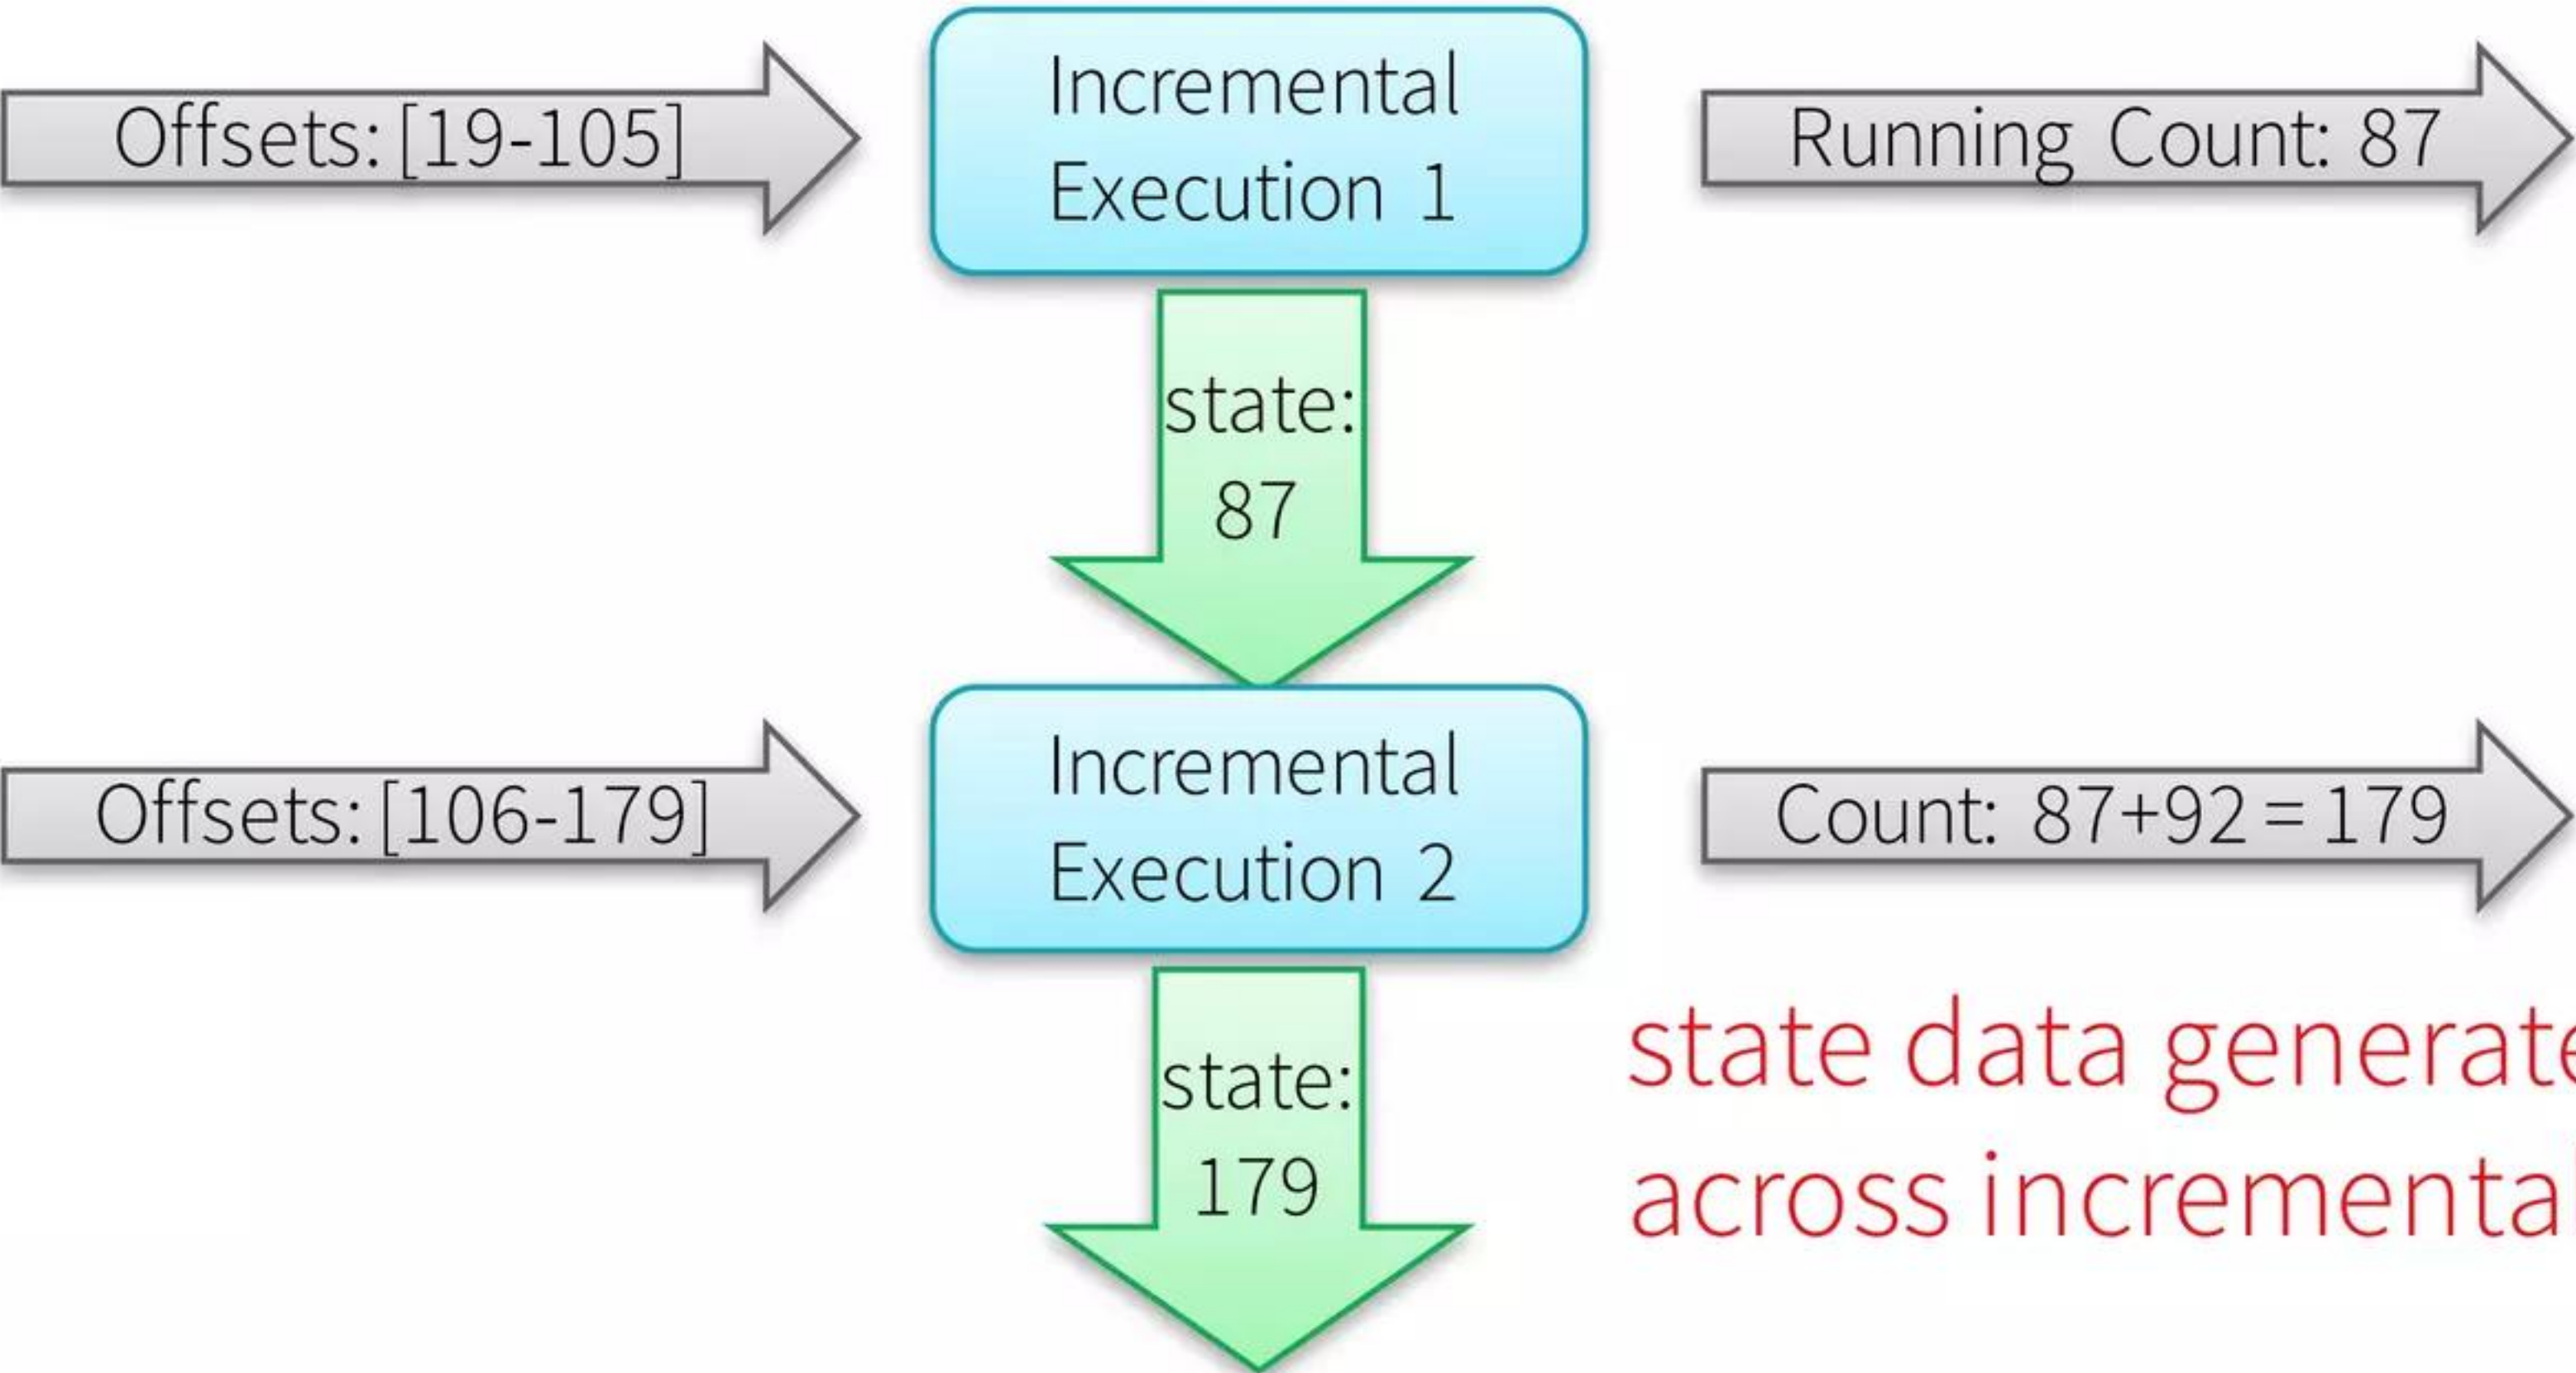 Offsets: [19-105]
Incremental
Execution 1
Running Count: 87
state:
87
Offsets: [106-179]
Incremental
Execution 2
Count: 87+92 = 179
state:
179
state data generate
across incremental